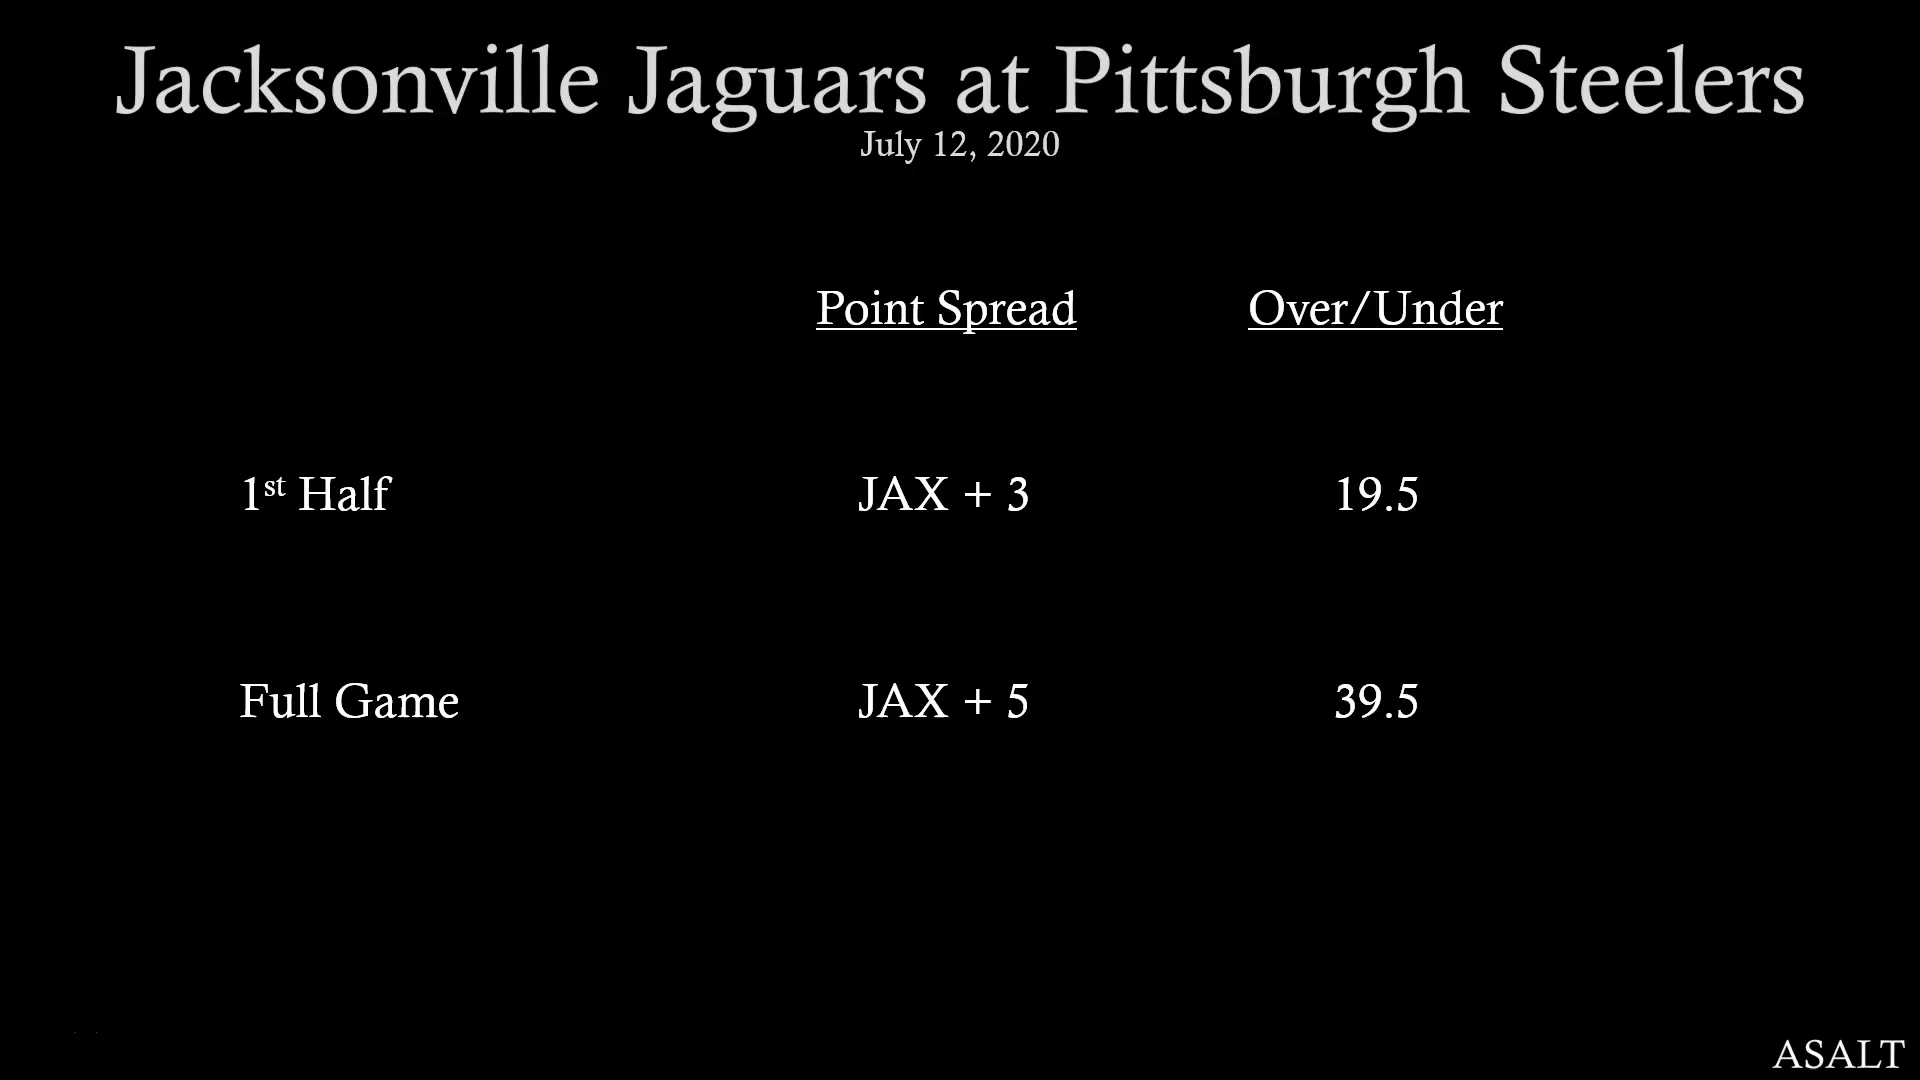 Jacksonville Jaguars at Pittsburgh Steelers
July 12, 2020
Point Spread Over/Under
1st Half JAX + 3 19.5
Full Game JAX + 5 39.5
ASALT